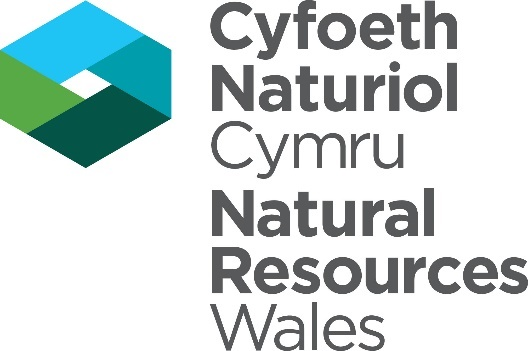 Cyfoeth
Naturiol
Cymru
Natural
Resources
Wales